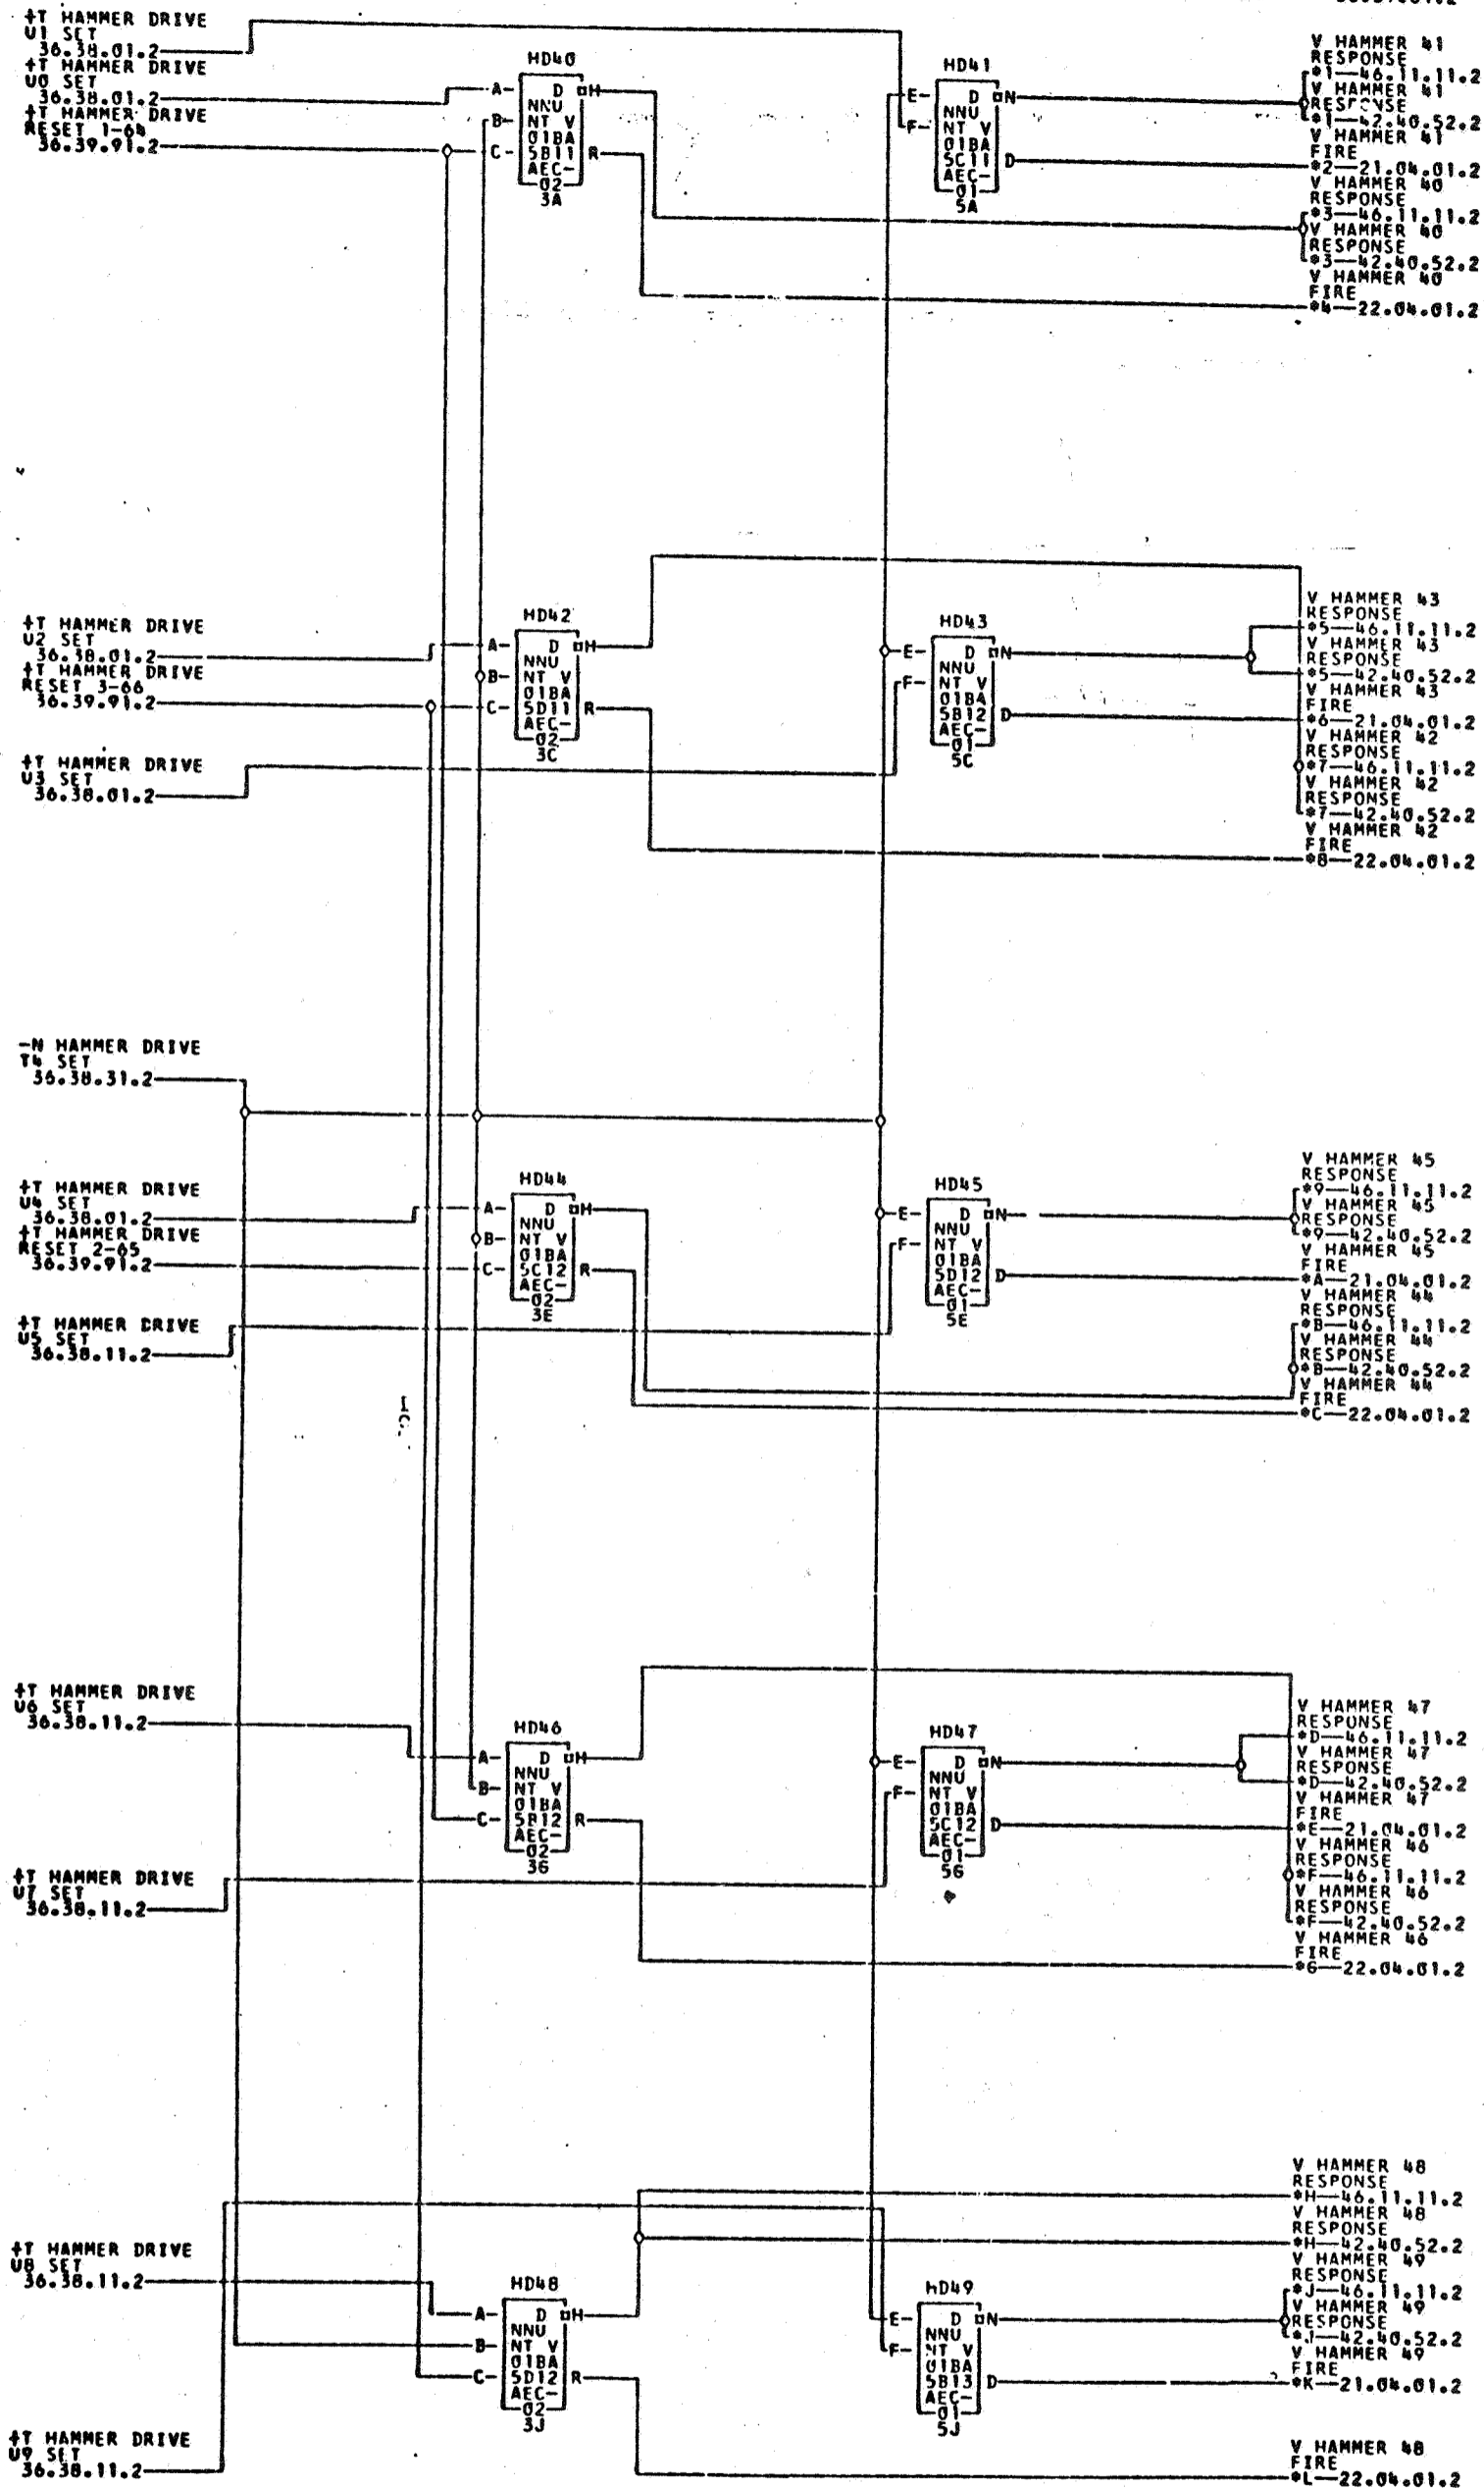 +T HAMMER DRIVE
U1 SET
36.38.01.2
+T HAMMER DRIVE
U0 SET
36.38.01.2
+T HAMMER DRIVE
RESET 1-64
36.39.91.2
HD40
A- D H
NNU
B- NT V
01BA
C- 5B11 R
AEC-
02
3A
HD41
E- D N
NNU
F- NT V
01BA
5C11 D
AEC-
01
5A
V HAMMER 41
RESPONSE
*1—46.11.11.2
V HAMMER 41
*1—42.40.52.2
V HAMMER 41
FIRE
*2—21.04.01.2
V HAMMER 40
RESPONSE
*3—46.11.11.2
V HAMMER 40
RESPONSE
*3—42.40.52.2
V HAMMER 40
FIRE
*4—22.04.01.2
+T HAMMER DRIVE
U2 SET
36.38.01.2
+T HAMMER DRIVE
RESET 3-66
36.39.91.2
+T HAMMER DRIVE
U3 SET
36.38.01.2
HD42
A- D H
NNU
B- NT V
01BA
C- 5D11 R
AEC-
02
3C
HD43
E- D N
NNU
F- NT V
01BA
5B12 D
AEC-
01
5C
V HAMMER 43
RESPONSE
*5—46.11.11.2
V HAMMER 43
RESPONSE
*5—42.40.52.2
V HAMMER 43
FIRE
*6—21.04.01.2
V HAMMER 42
RESPONSE
*7—46.11.11.2
V HAMMER 42
RESPONSE
*7—42.40.52.2
V HAMMER 42
FIRE
*8—22.04.01.2
-N HAMMER DRIVE
T4 SET
36.38.31.2
+T HAMMER DRIVE
U4 SET
36.38.01.2
+T HAMMER DRIVE
RESET 2-65
36.39.91.2
+T HAMMER DRIVE
U5 SET
36.38.11.2
HD44
A- D H
NNU
B- NT V
01BA
C- 5C12 R
AEC-
02
3E
HD45
E- D N
NNU
F- NT V
01BA
5D12 D
AEC-
01
5E
V HAMMER 45
RESPONSE
*9—46.11.11.2
V HAMMER 45
RESPONSE
*9—42.40.52.2
V HAMMER 45
FIRE
*A—21.04.01.2
V HAMMER 44
RESPONSE
*B—46.11.11.2
V HAMMER 44
RESPONSE
*B—42.40.52.2
V HAMMER 44
FIRE
*C—22.04.01.2
+T HAMMER DRIVE
U6 SET
36.38.11.2
+T HAMMER DRIVE
U7 SET
36.38.11.2
HD46
A- D H
NNU
B- NT V
01BA
C- 5B12 R
AEC-
02
3G
HD47
E- D N
NNU
F- NT V
01BA
5C12 D
AEC-
01
5G
V HAMMER 47
RESPONSE
*D—46.11.11.2
V HAMMER 47
RESPONSE
*D—42.40.52.2
V HAMMER 47
FIRE
*E—21.04.01.2
V HAMMER 46
RESPONSE
*F—46.11.11.2
V HAMMER 46
RESPONSE
*F—42.40.52.2
V HAMMER 46
FIRE
*G—22.04.01.2
+T HAMMER DRIVE
U8 SET
36.38.11.2
+T HAMMER DRIVE
U9 SET
36.38.11.2
HD48
A- D H
NNU
B- NT V
01BA
C- 5D12 R
AEC-
02
3J
HD49
E- D N
NNU
F- NT V
01BA
5B13 D
AEC-
01
5J
V HAMMER 48
RESPONSE
*H—46.11.11.2
V HAMMER 48
RESPONSE
*H—42.40.52.2
V HAMMER 49
RESPONSE
*J—46.11.11.2
V HAMMER 49
RESPONSE
*J—42.40.52.2
V HAMMER 49
FIRE
*K—21.04.01.2
V HAMMER 48
FIRE
*L—22.04.01.2